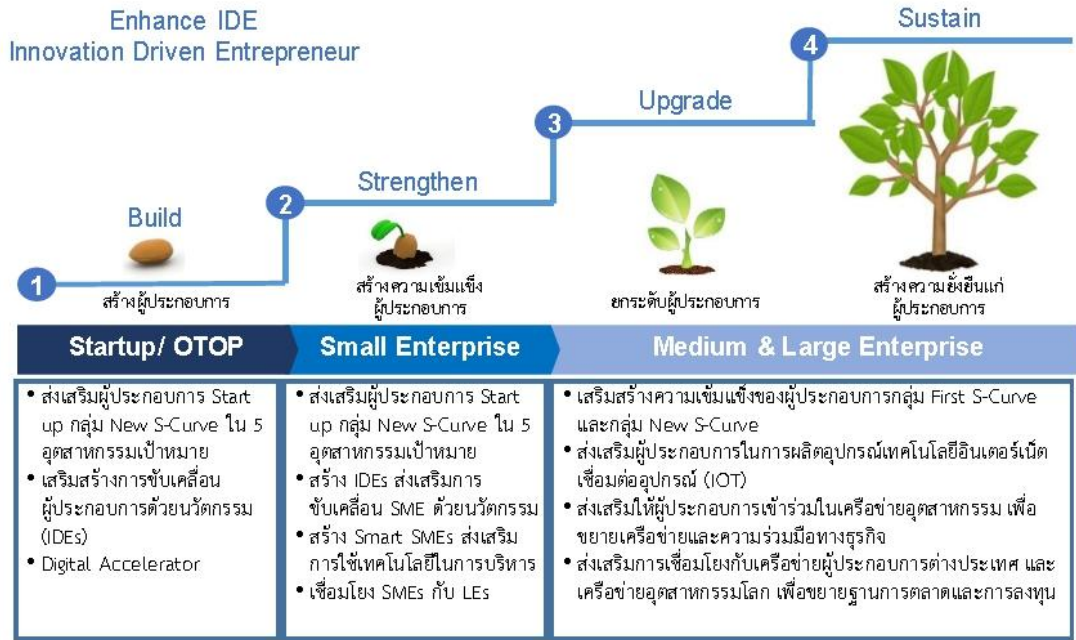 Enhance IDE
Innovation Driven Entrepreneur
4
Sustain
3
Upgrade
2
Strengthen
1
Build
สร้างผู้ประกอบการ
สร้างความเข้มแข็ง
ผู้ประกอบการ
ยกระดับผู้ประกอบการ
สร้างความยั่งยืนแก่
ผู้ประกอบการ
Startup/ OTOP
Small Enterprise
Medium & Large Enterprise
• ส่งเสริมผู้ประกอบการ Start
up กลุ่ม New S-Curve ใน 5
อุตสาหกรรมเป้าหมาย
• เสริมสร้างการขับเคลื่อน
ผู้ประกอบการด้วยนวัตกรรม
(IDEs)
• Digital Accelerator
• ส่งเสริมผู้ประกอบการ Start
up กลุ่ม New S-Curve ใน 5
อุตสาหกรรมเป้าหมาย
• สร้าง IDEs ส่งเสริมการ
ขับเคลื่อน SME ด้วยนวัตกรรม
• สร้าง Smart SMEs ส่งเสริม
การใช้เทคโนโลยีในการบริหาร
• เชื่อมโยง SMEs กับ LEs
• เสริมสร้างความเข้มแข็งของผู้ประกอบการกลุ่ม First S-Curve
และกลุ่ม New S-Curve
• ส่งเสริมผู้ประกอบการในการผลิตอุปกรณ์เทคโนโลยีอินเตอร์เน็ต
เชื่อมต่ออุปกรณ์ (IOT)
• ส่งเสริมให้ผู้ประกอบการเข้าร่วมในเครือข่ายอุตสาหกรรม เพื่อ
ขยายเครือข่ายและความร่วมมือทางธุรกิจ
• ส่งเสริมการเชื่อมโยงกับเครือข่ายผู้ประกอบการต่างประเทศ และ
เครือข่ายอุตสาหกรรมโลก เพื่อขยายฐานการตลาดและการลงทุน